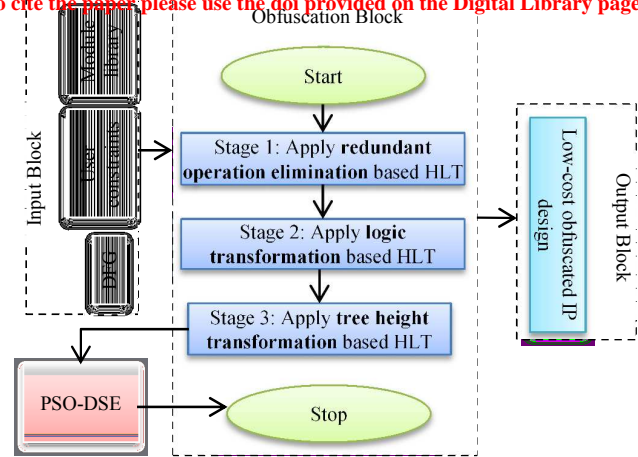 o cite the paper please use the doi provided on the Digital Library page
Obfuscation Block
Start
Stage 1: Apply redundant
operation elimination based HLT
Stage 2: Apply logic
transformation based HLT
Stage 3: Apply tree height
transformation based HLT
Stop
PSO-DSE
Input Block
Module
library
User
constraints
DFG
Low-cost obfuscated IP
design
Output Block